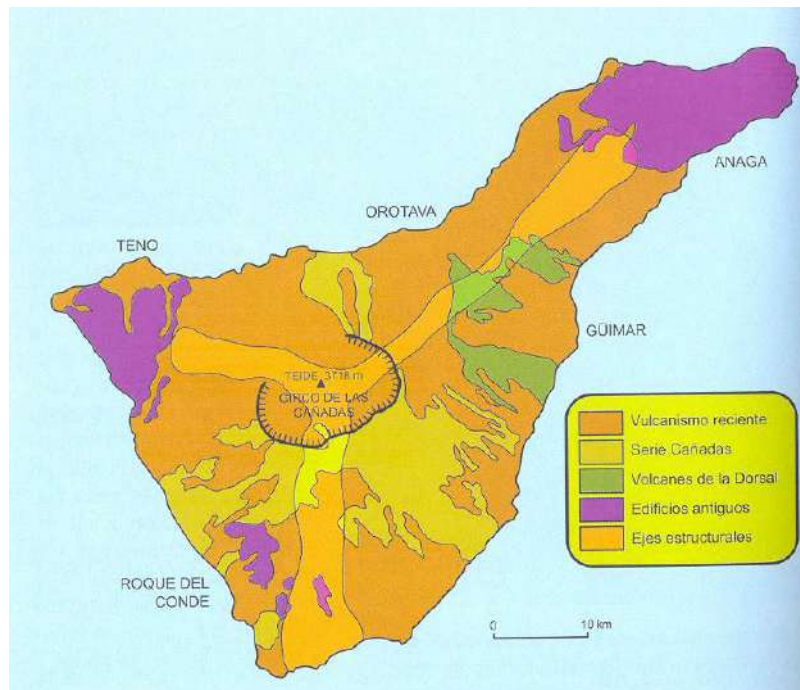 ANAGA
OROTAVA
TENO
GÜIMAR
TEIDE 3718 m
CIRCO DE LAS
CAÑADAS
Vulcanismo reciente
Serie Cañadas
Volcanes de la Dorsal
Edificios antiguos
Ejes estructurales
ROQUE DEL
CONDE
0 10 km